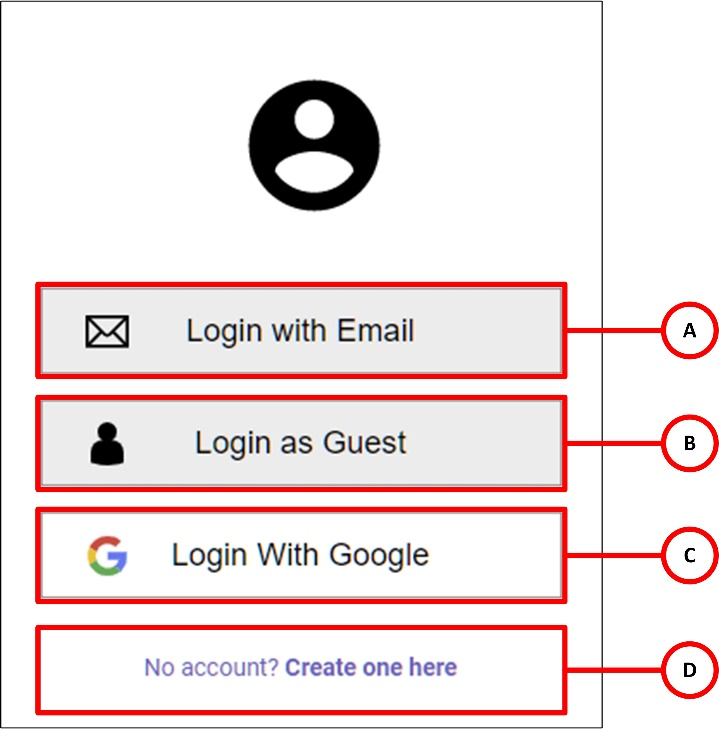 Login with Email
A
Login as Guest
B
Login With Google
C
No account? Create one here
D